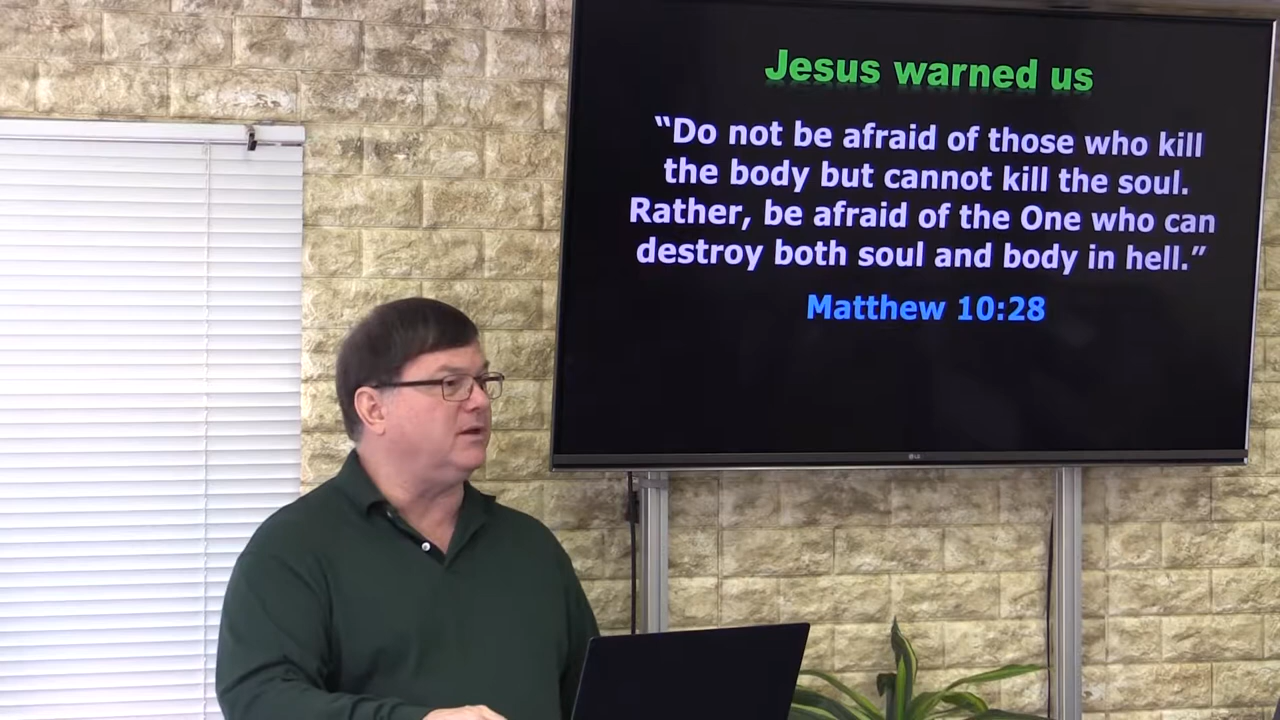 Jesus warned us
“Do not be afraid of those who kill
the body but cannot kill the soul.
Rather, be afraid of the One who can
destroy both soul and body in hell.”
Matthew 10:28
LG